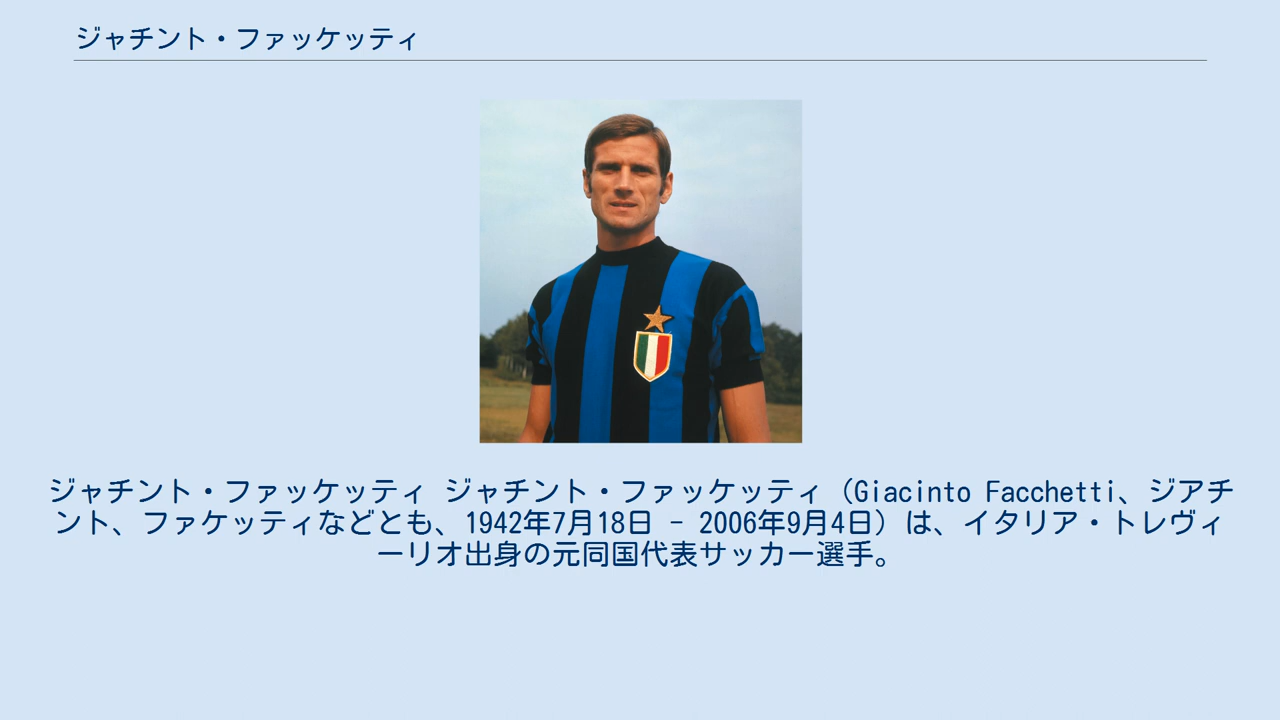 ジャチント・ファッケッティ
ジャチント・ファッケッティ ジャチント・ファッケッティ（Giacinto Facchetti、ジアチ
ント、ファケッティなどとも、1942年7月18日 - 2006年9月4日）は、イタリア・トレヴィ
ーリオ出身の元同国代表サッカー選手。